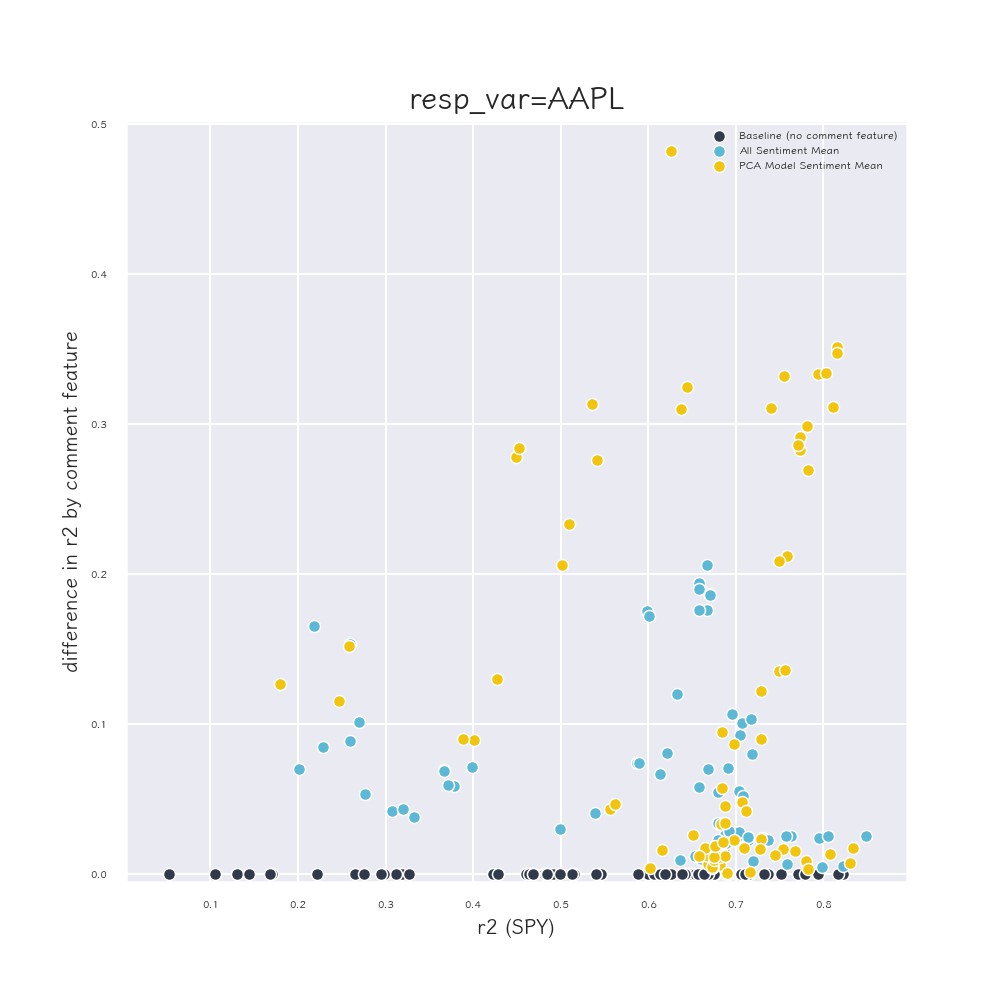 resp_var=AAPL
0.5
Baseline (no comment feature)
All Sentiment Mean
PCA Model Sentiment Mean
0.4
0.3
0.2
0.1
0.0
difference in r2 by comment feature
0.1 0.2 0.3 0.4 0.5 0.6 0.7 0.8
r2 (SPY)